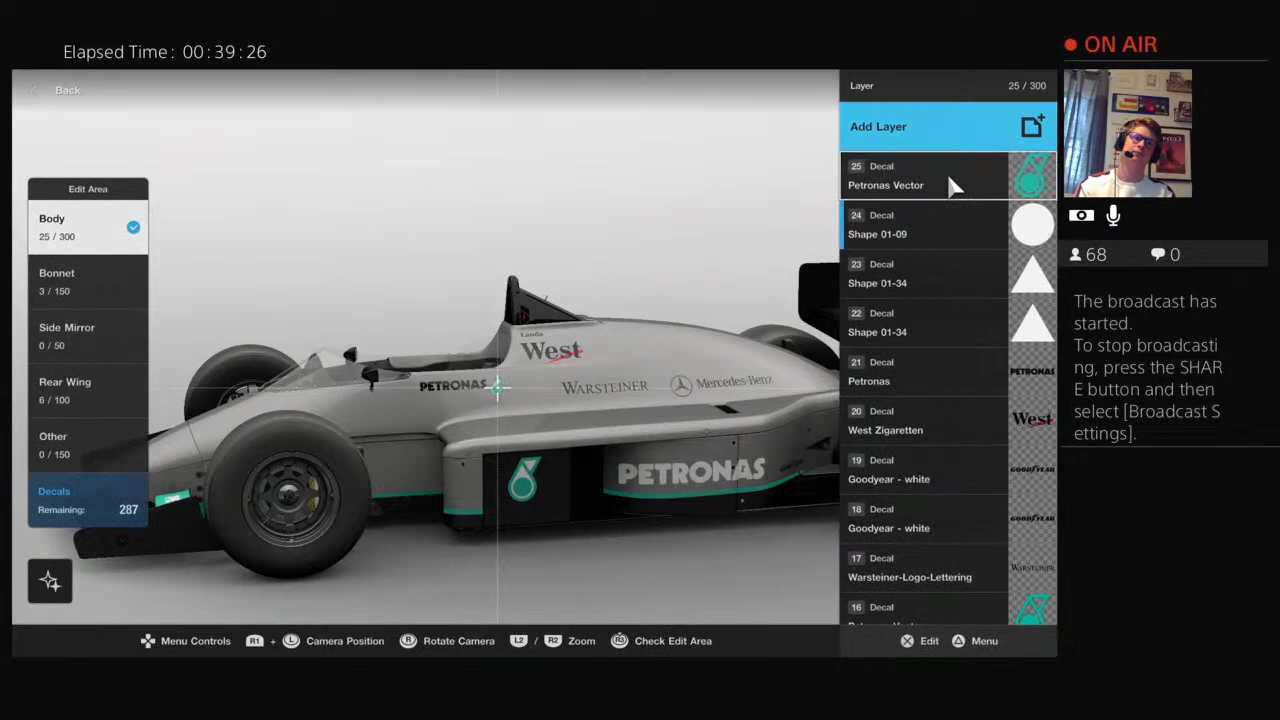 Elapsed Time: 00:39:26
ON AIR
Back
Layer 25 / 300
Add Layer
25 Decal
Petronas Vector
24 Decal
Shape 01-09
23 Decal
Shape 01-34
22 Decal
Shape 01-34
21 Decal
Petronas
PETRONAS
20 Decal
West Zigaretten
West
19 Decal
Goodyear - white
GOODYEAR
18 Decal
Goodyear - white
GOODYEAR
17 Decal
Warsteiner-Logo-Lettering
WARSTEINER
16 Decal
Edit Area
Body
25 / 300
Bonnet
3 / 150
Side Mirror
0 / 50
Rear Wing
6 / 100
Other
0 / 150
Decals
Remaining: 287
Lauda
West
PETRONAS
WARSTEINER
Mercedes-Benz
PETRONAS
68 0
The broadcast has
started.
To stop broadcasti
ng, press the SHAR
E button and then
select [Broadcast S
ettings].
Menu Controls R1 + L Camera Position R Rotate Camera L2 / R2 Zoom R3 Check Edit Area
Edit Menu